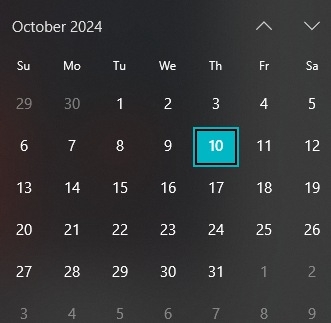 October 2024
Su Mo Tu We Th Fr Sa
29 30 1 2 3 4 5
6 7 8 9 10 11 12
13 14 15 16 17 18 19
20 21 22 23 24 25 26
27 28 29 30 31 1 2
3 4 5 6 7 8 9